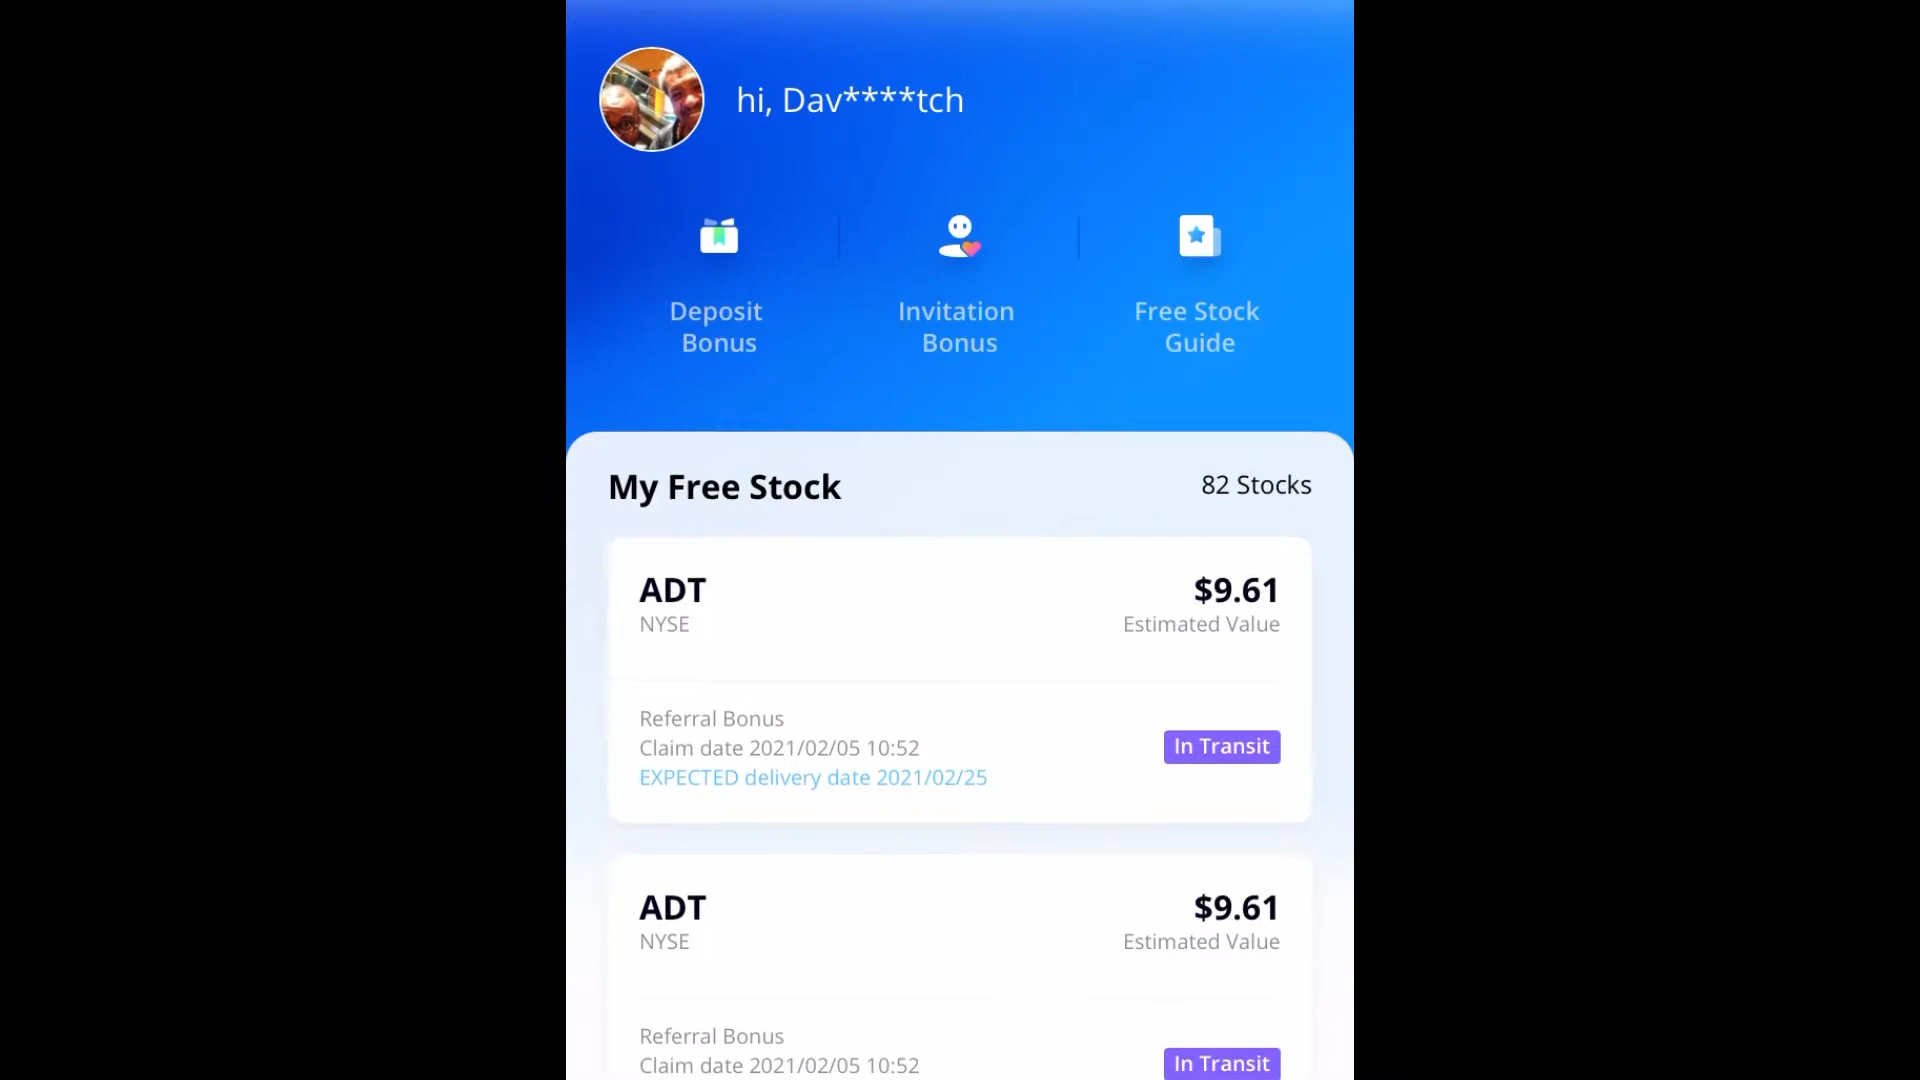 hi, Dav****tch
Deposit
Bonus
Invitation
Bonus
Free Stock
Guide
My Free Stock
82 Stocks
ADT
$9.61
NYSE
Estimated Value
Referral Bonus
Claim date 2021/02/05 10:52
In Transit
EXPECTED delivery date 2021/02/25
ADT
$9.61
NYSE
Estimated Value
Referral Bonus
Claim date 2021/02/05 10:52
In Transit